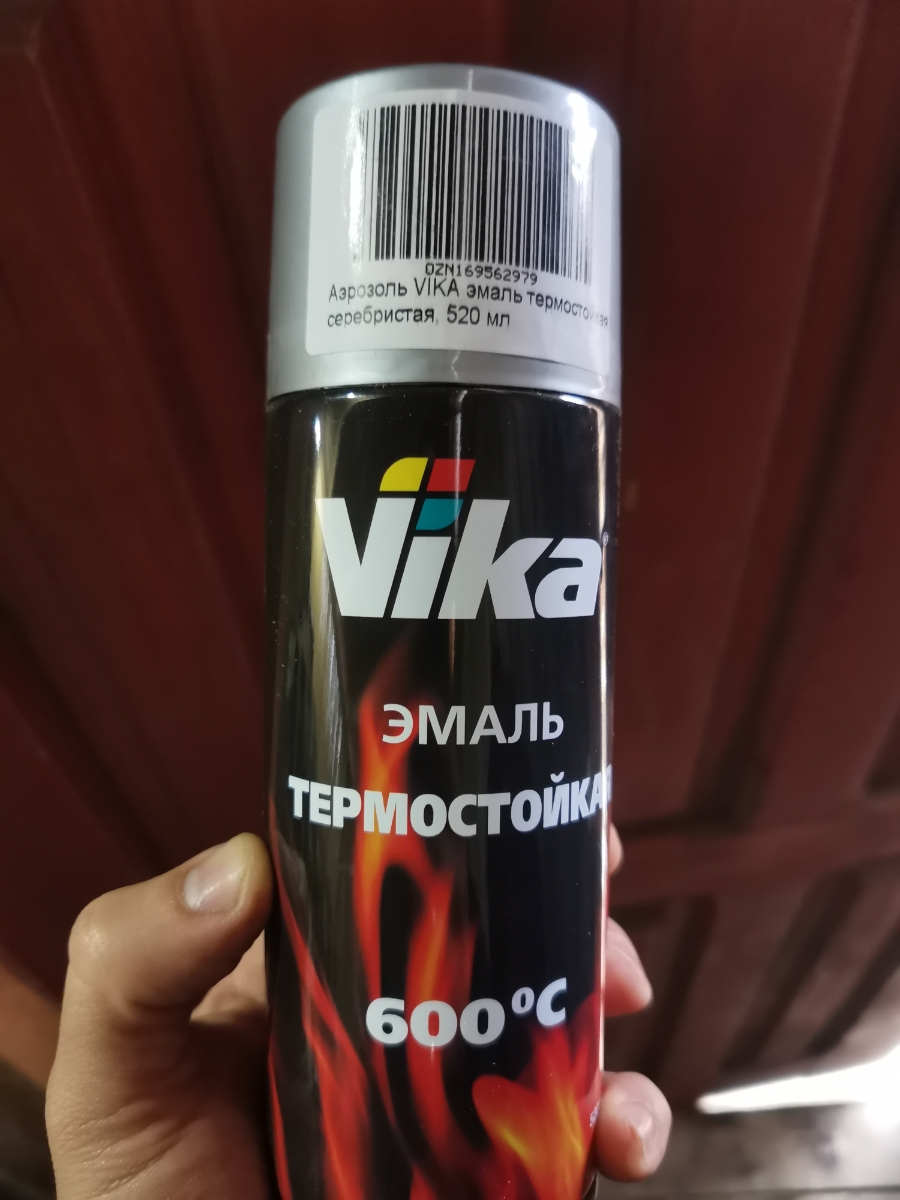 OZN169562979
Аэрозоль VIKA эмаль термостойкая
серебристая, 520 мл
Vika
ЭМАЛЬ
ТЕРМОСТОЙКАЯ
600°C